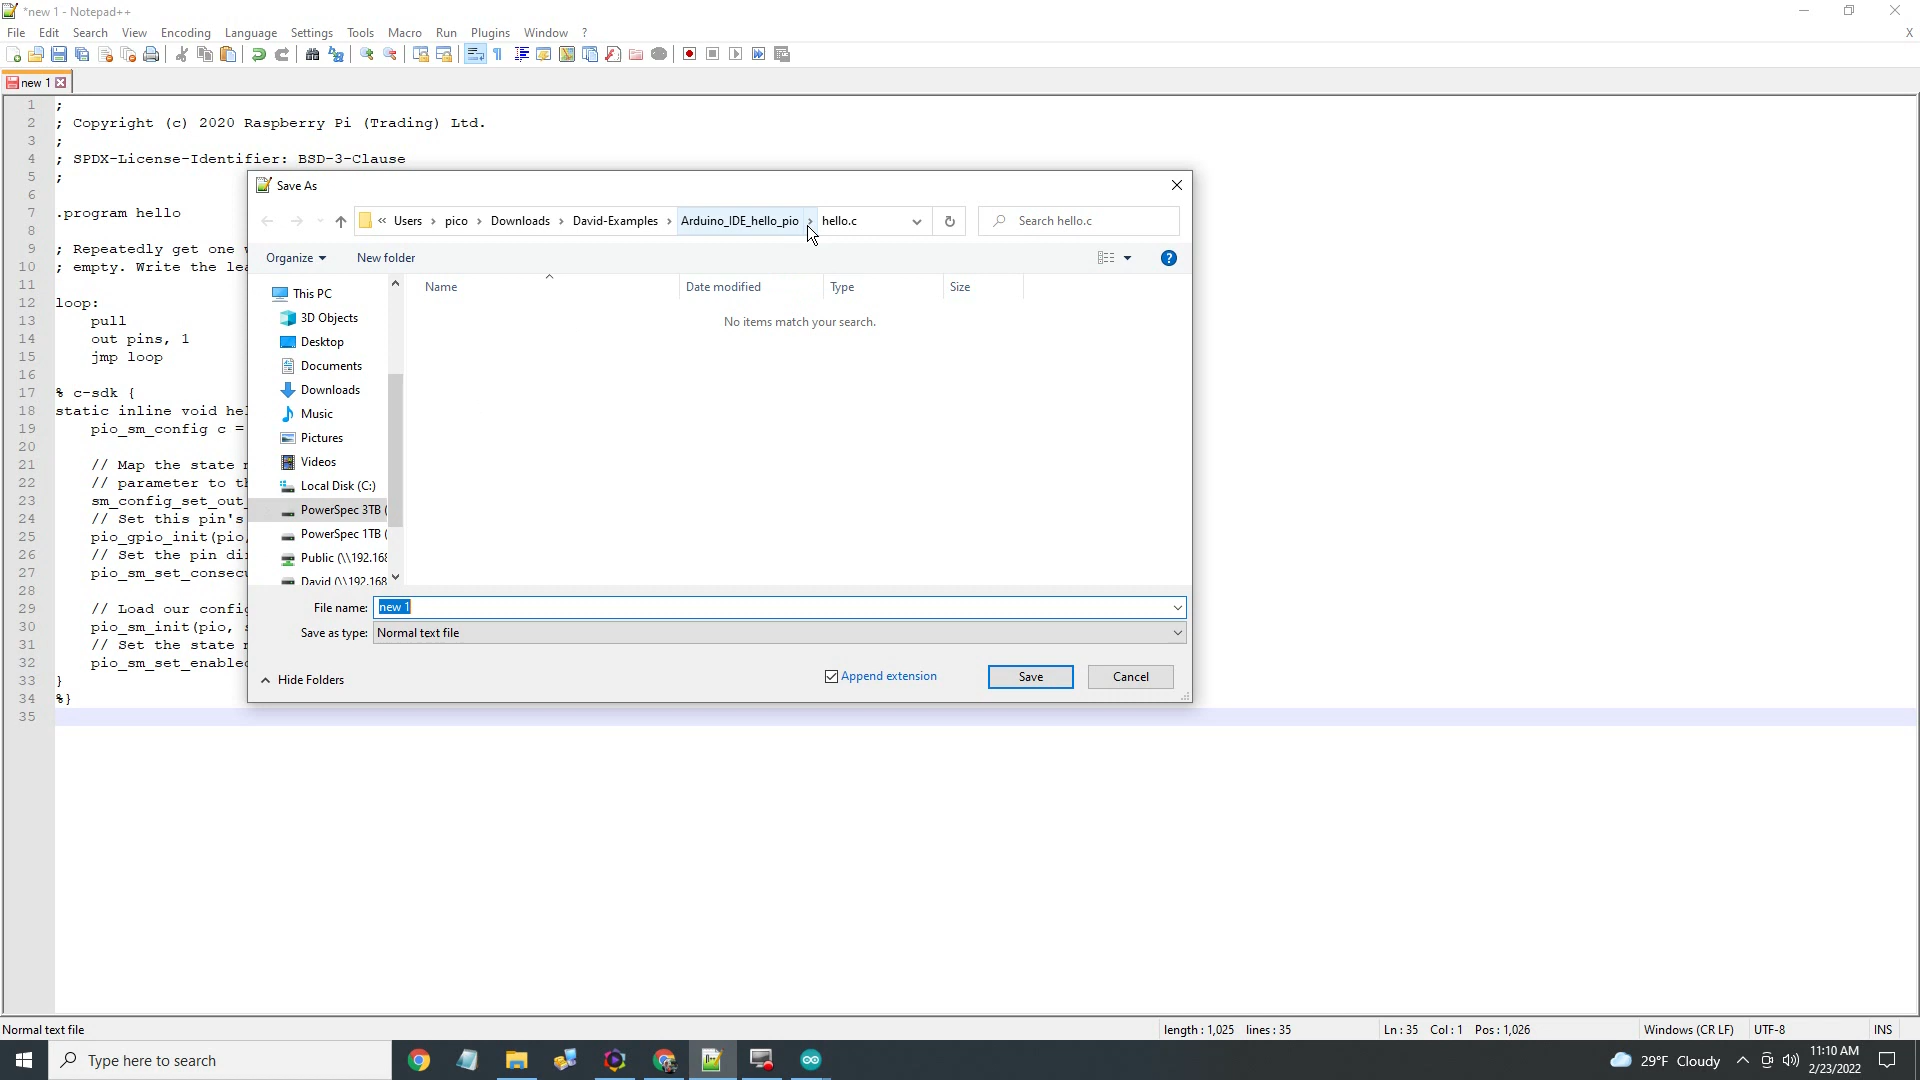 *new 1 - Notepad++
File Edit Search View Encoding Language Settings Tools Macro Run Plugins Window ? X
new 1
1 ;
2 ; Copyright (c) 2020 Raspberry Pi (Trading) Ltd.
3 ;
4 ; SPDX-License-Identifier: BSD-3-Clause
5 ;
6
7 .program hello
8
9 ; Repeatedly get one w
10 ; empty. Write the lea
11
12 loop:
13 pull
14 out pins, 1
15 jmp loop
16
17 % c-sdk {
18 static inline void hel
19 pio_sm_config c =
20
21 // Map the state m
22 // parameter to th
23 sm_config_set_out_
24 // Set this pin's
25 pio_gpio_init(pio,
26 // Set the pin di
27 pio_sm_set_consecu
28
29 // Load our config
30 pio_sm_init(pio, s
31 // Set the state m
32 pio_sm_set_enabled
33 }
34 %}
35
Save As
« Users › pico › Downloads › David-Examples › Arduino_IDE_hello_pio › hello.c
Search hello.c
Organize New folder ?
Name Date modified Type Size
No items match your search.
This PC
3D Objects
Desktop
Documents
Downloads
Music
Pictures
Videos
Local Disk (C:)
PowerSpec 3TB (
PowerSpec 1TB (
Public (\\192.168
David (\\192.168
File name: new 1
Save as type: Normal text file
Hide Folders Append extension Save Cancel
Normal text file length : 1,025 lines : 35 Ln : 35 Col : 1 Pos : 1,026 Windows (CR LF) UTF-8 INS
Type here to search
29°F Cloudy
11:10 AM
2/23/2022